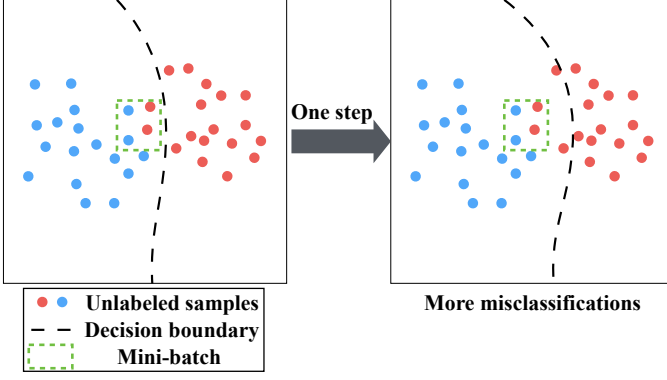 One step
Unlabeled samples
Decision boundary
Mini-batch
More misclassifications